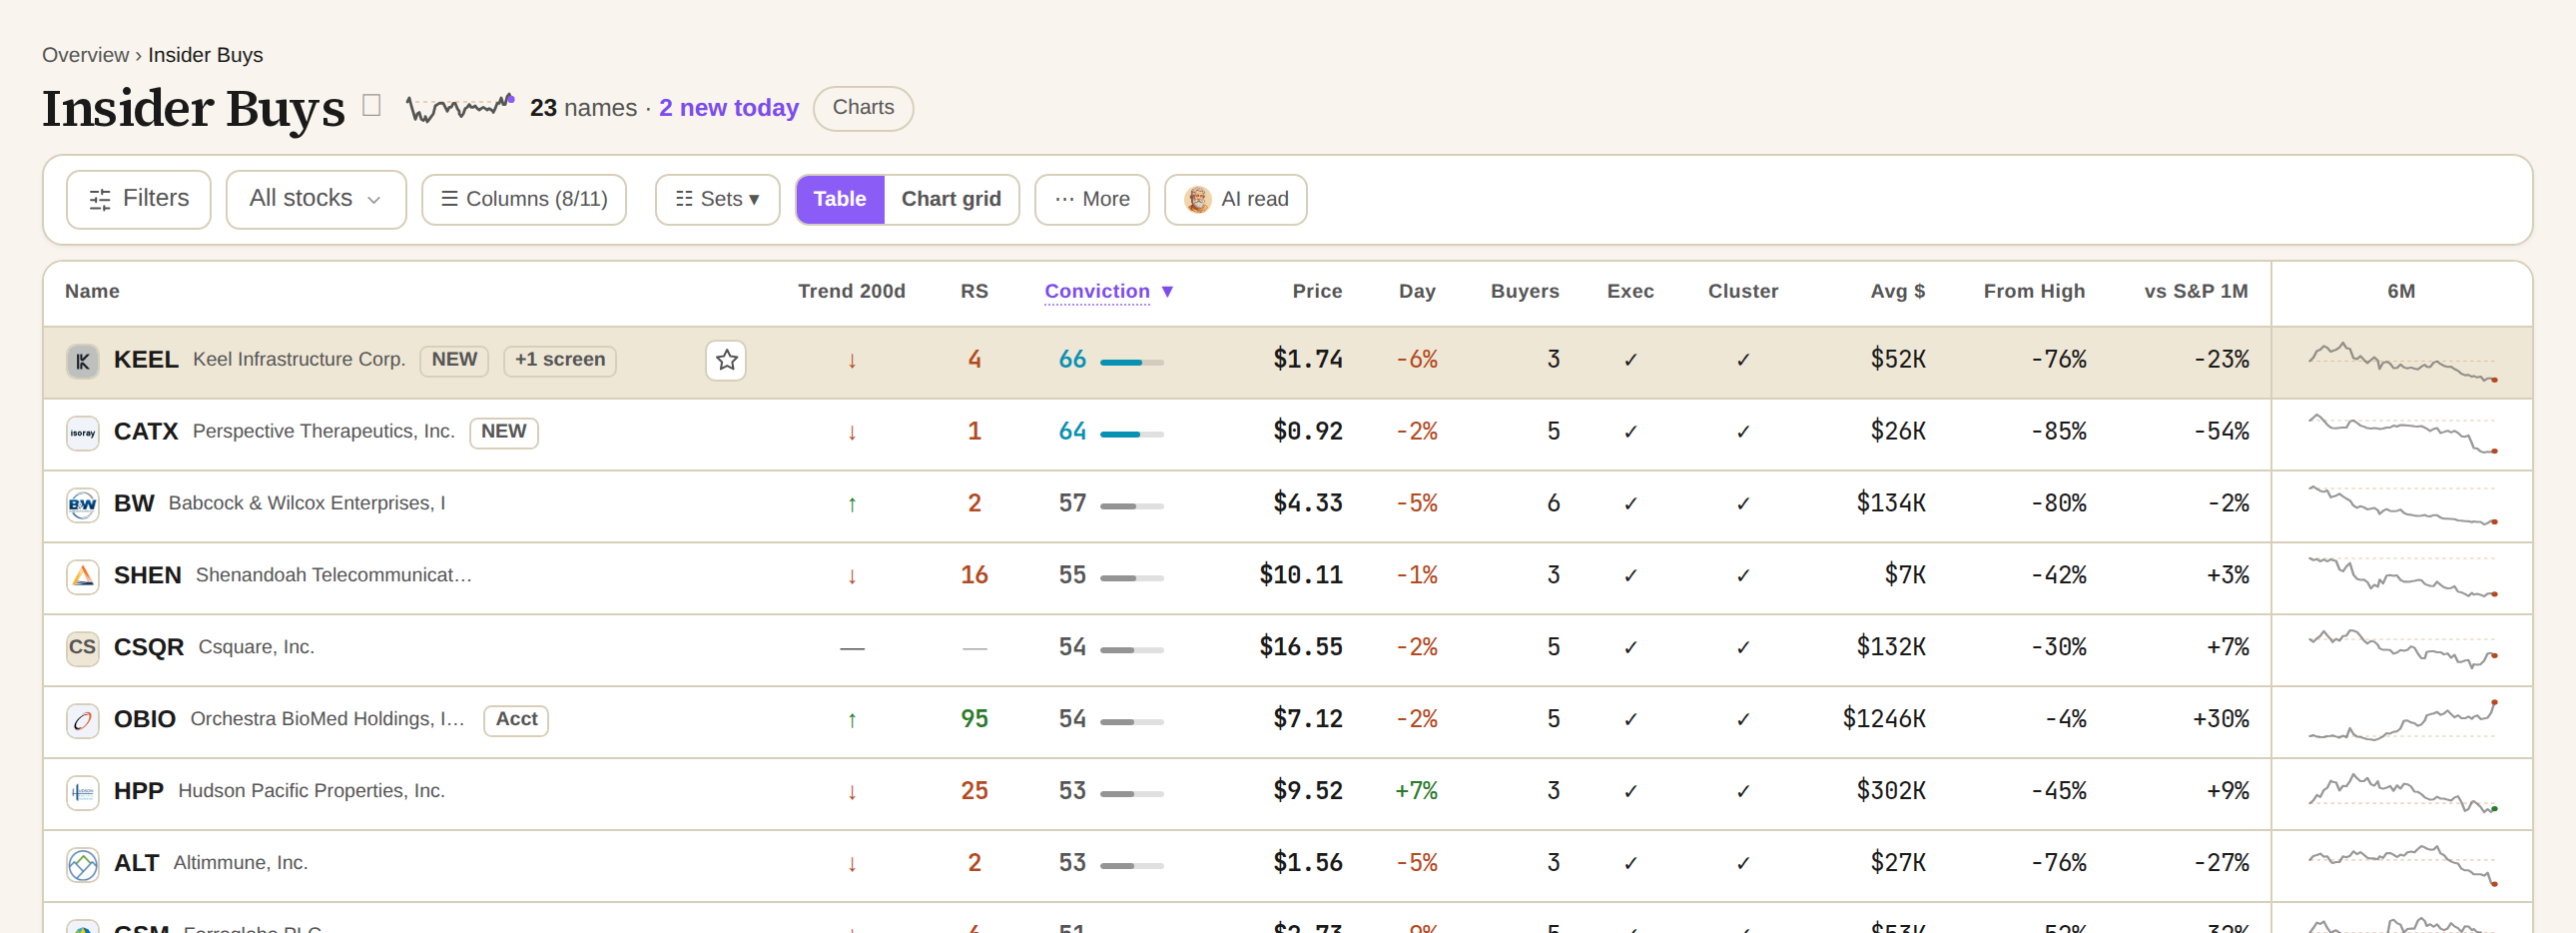 Overview › Insider Buys
Insider Buys 23 names · 2 new today Charts
Filters All stocks Columns (8/11) Sets ▾ Table Chart grid ⋯ More AI read
Name Trend 200d RS Conviction ▼ Price Day Buyers Exec Cluster Avg $ From High vs S&P 1M 6M
KEEL Keel Infrastructure Corp. NEW +1 screen ↓ 4 66 $1.74 -6% 3 ✓ ✓ $52K -76% -23%
isoray CATX Perspective Therapeutics, Inc. NEW ↓ 1 64 $0.92 -2% 5 ✓ ✓ $26K -85% -54%
B&W BW Babcock & Wilcox Enterprises, I ↑ 2 57 $4.33 -5% 6 ✓ ✓ $134K -80% -2%
SHEN Shenandoah Telecommunicat… ↓ 16 55 $10.11 -1% 3 ✓ ✓ $7K -42% +3%
CS CSQR Csquare, Inc. — — 54 $16.55 -2% 5 ✓ ✓ $132K -30% +7%
OBIO Orchestra BioMed Holdings, I… Acct ↑ 95 54 $7.12 -2% 5 ✓ ✓ $1246K -4% +30%
HPP Hudson Pacific Properties, Inc. ↓ 25 53 $9.52 +7% 3 ✓ ✓ $302K -45% +9%
ALT Altimmune, Inc. ↓ 2 53 $1.56 -5% 3 ✓ ✓ $27K -76% -27%